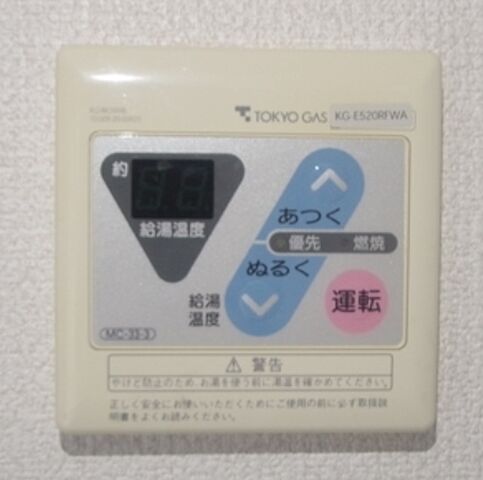 TOKYO GAS
KG-E520RFWA
約
給湯温度
あつく
優先
燃焼
ぬるく
給湯
温度
運転
MC-33-3
⚠ 警告
やけど防止のため、お湯を使う前に湯温を確かめてください。
正しく安全にお使いいただくためにご使用の前に必ず取扱説
明書をよくお読みください。